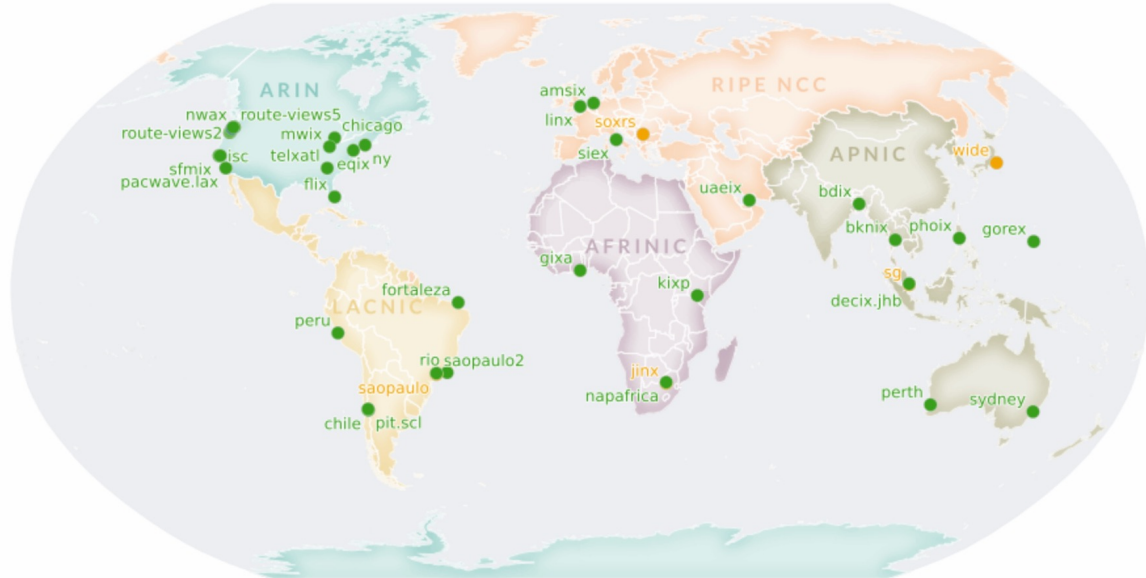 ARIN
RIPE NCC
amsix
nwax
route-views5
linx
soxrs
route-views2
mwix
chicago
APNIC
wide
isc
telxatl
eqix
ny
siex
sfmix
pacwave.lax
flix
uaeix
bdix
bknix
phoix
gorex
AFRINIC
gixa
sg
kixp
fortaleza
decix.jhb
LACNIC
peru
rio
saopaulo2
jinx
saopaulo
napafrica
perth
sydney
chile
pit.scl